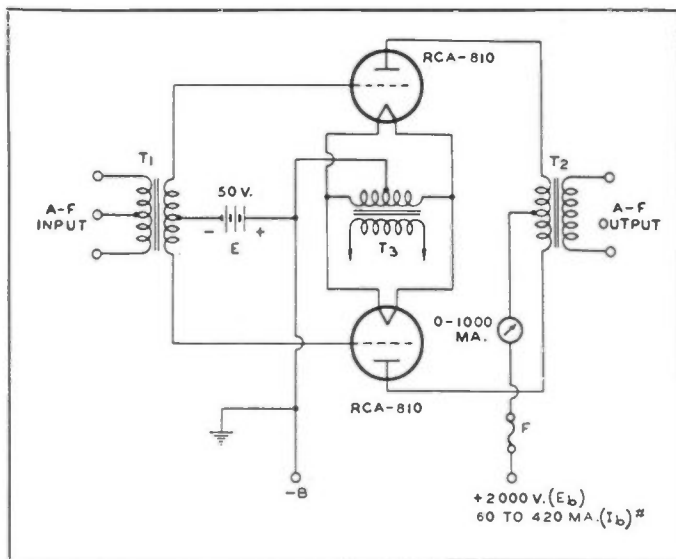 RCA-810
T1
T2
A-F
INPUT
50 V.
- +
E
T3
A-F
OUTPUT
0-1000
MA.
RCA-810
F
-B
+2000 V.(Eb)
60 TO 420 MA.(Ib)#